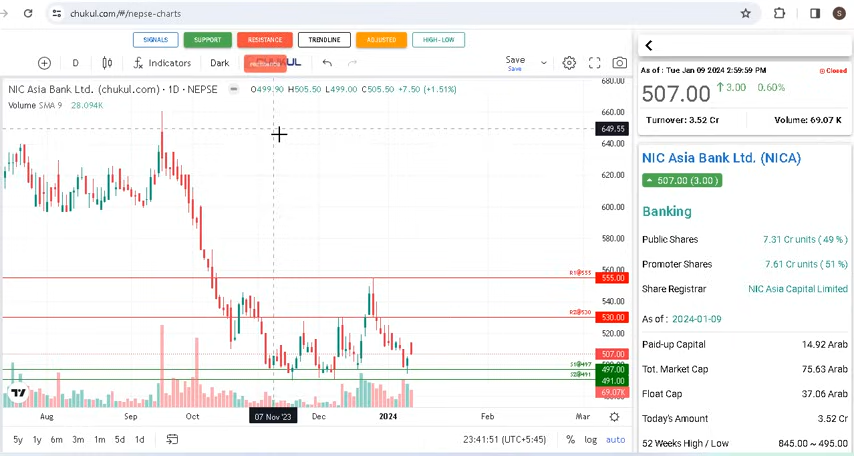 chukul.com/#/nepse-charts
S
SIGNALS
SUPPORT
RESISTANCE
TRENDLINE
ADJUSTED
HIGH-LOW
D
Indicators
Dark
Save
Save
NIC Asia Bank Ltd. (chukul.com) · 1D · NEPSE
O499.90 H505.50 L499.00 C505.50 +7.50 (+1.51%)
Volume SMA 9 28.094K
680.00
660.00
649.55
640.00
620.00
600.00
580.00
560.00
R1@555
555.00
540.00
R2@530
530.00
520.00
507.00
S1@497
497.00
S2@491
491.00
69.07K
Aug
Sep
Oct
07 Nov '23
Dec
2024
Feb
Mar
5y
1y
6m
3m
1m
5d
1d
23:41:51 (UTC+5:45)
%
log
auto
As of : Tue Jan 09 2024 2:59:59 PM
Closed
507.00 3.00 0.60%
Turnover: 3.52 Cr
Volume: 69.07 K
NIC Asia Bank Ltd. (NICA)
507.00 (3.00 )
Banking
Public Shares 7.31 Cr units ( 49 % )
Promoter Shares 7.61 Cr units ( 51 % )
Share Registrar NIC Asia Capital Limited
As of : 2024-01-09
Paid-up Capital 14.92 Arab
Tot. Market Cap 75.63 Arab
Float Cap 37.06 Arab
Today's Amount 3.52 Cr
52 Weeks High / Low 845.00 ~ 495.00